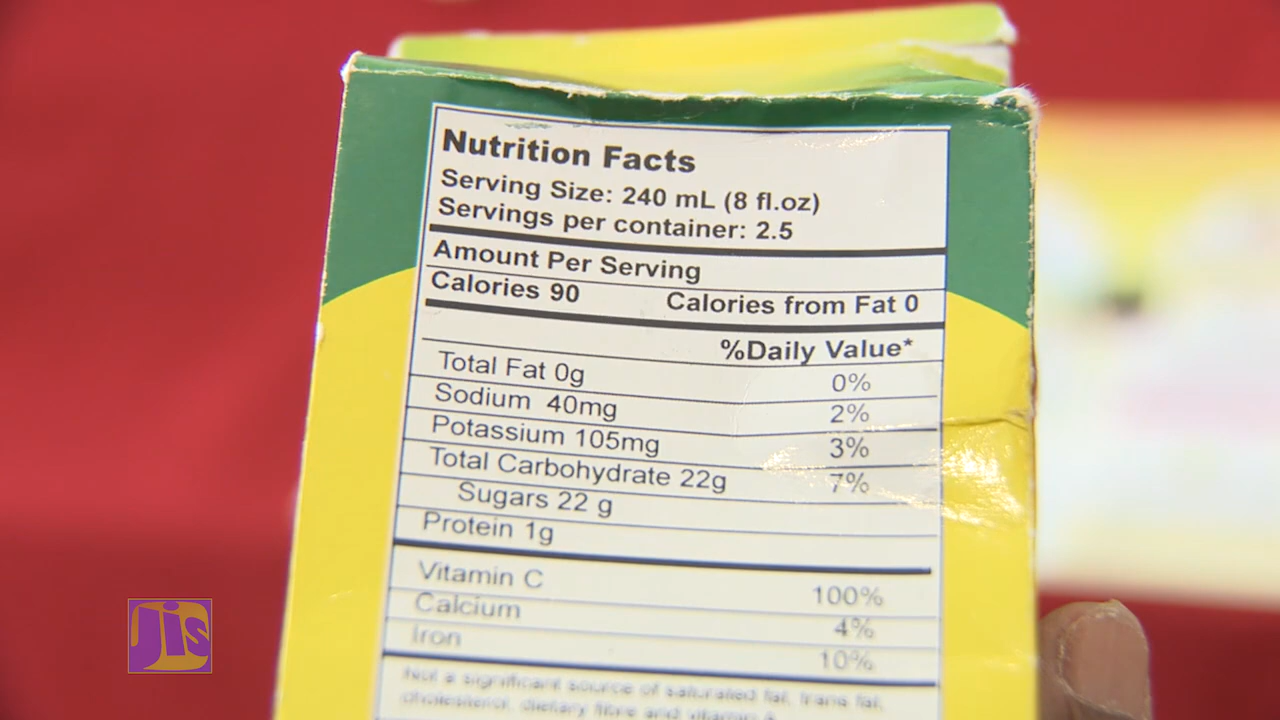 Nutrition Facts
Serving Size: 240 mL (8 fl.oz)
Servings per container: 2.5
Amount Per Serving
Calories 90 Calories from Fat 0
%Daily Value*
Total Fat 0g 0%
Sodium 40mg 2%
Potassium 105mg 3%
Total Carbohydrate 22g 7%
Sugars 22 g
Protein 1g
Vitamin C 100%
Calcium 4%
Iron 10%
Not a significant source of saturated fat, trans fat,
cholesterol, dietary fibre and vitamin a
jis